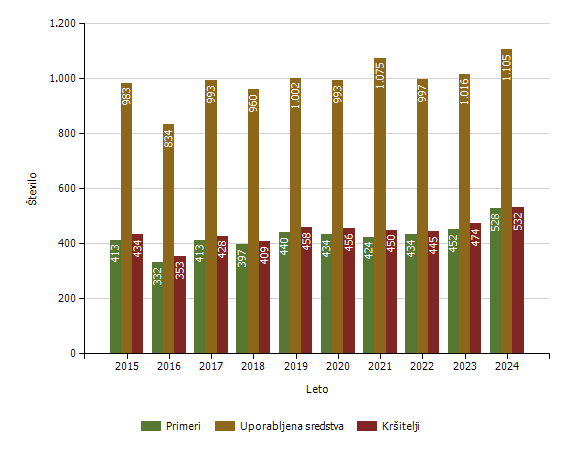 1.200
1.000
800
600
400
200
0
Število
413 983 434
332 834 353
413 993 428
397 960 409
440 1.002 458
434 993 456
424 1.075 450
434 997 445
452 1.016 474
528 1.105 532
2015 2016 2017 2018 2019 2020 2021 2022 2023 2024
Leto
Primeri Uporabljena sredstva Kršitelji